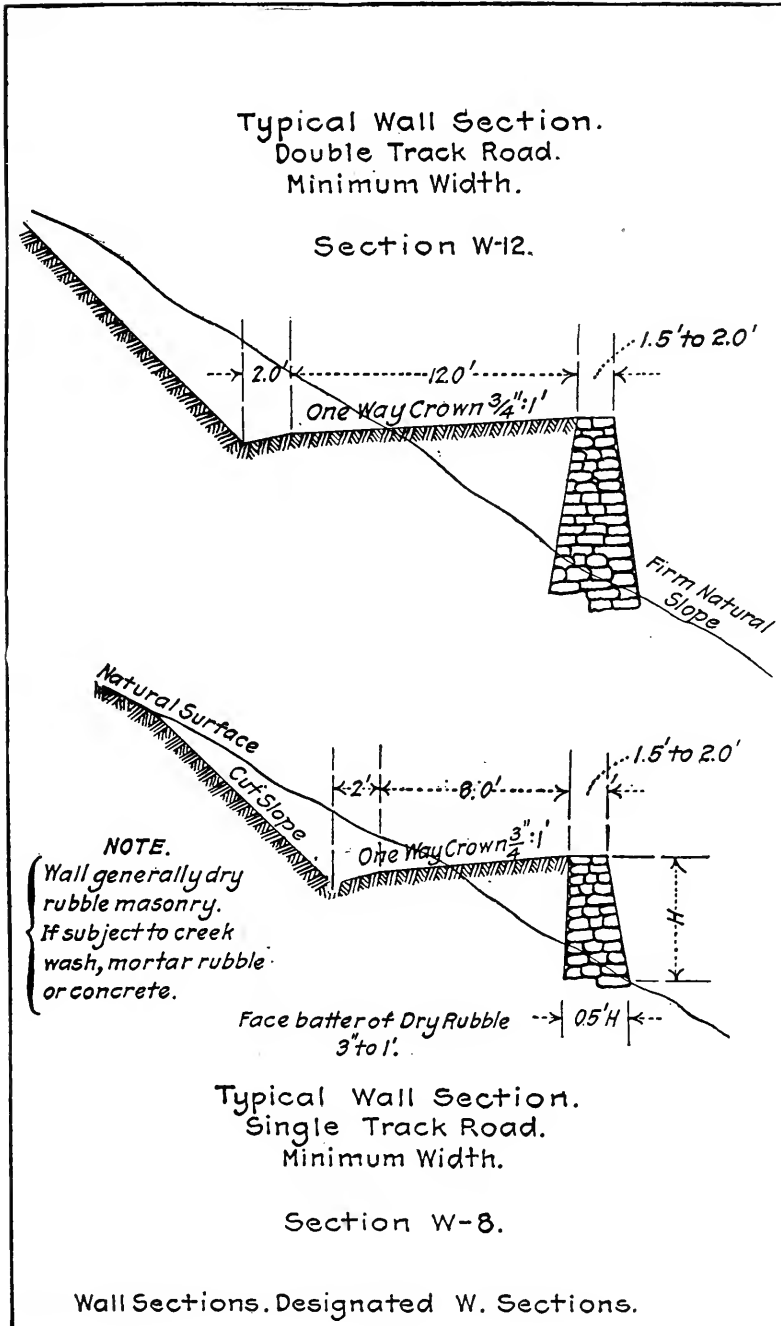 Typical Wall Section.
Double Track Road.
Minimum Width.
Section W-12.
1.5' to 2.0'
2.0'
12.0'
One Way Crown 3/4":1'
Firm Natural
Slope
Natural Surface
Cut Slope
1.5' to 2.0'
2'
8.0'
One Way Crown 3/4":1'
H
NOTE.
Wall generally dry
rubble masonry.
If subject to creek
wash, mortar rubble
or concrete.
Face batter of Dry Rubble
3" to 1'.
0.5'H
Typical Wall Section.
Single Track Road.
Minimum Width.
Section W-8.
Wall Sections. Designated W. Sections.